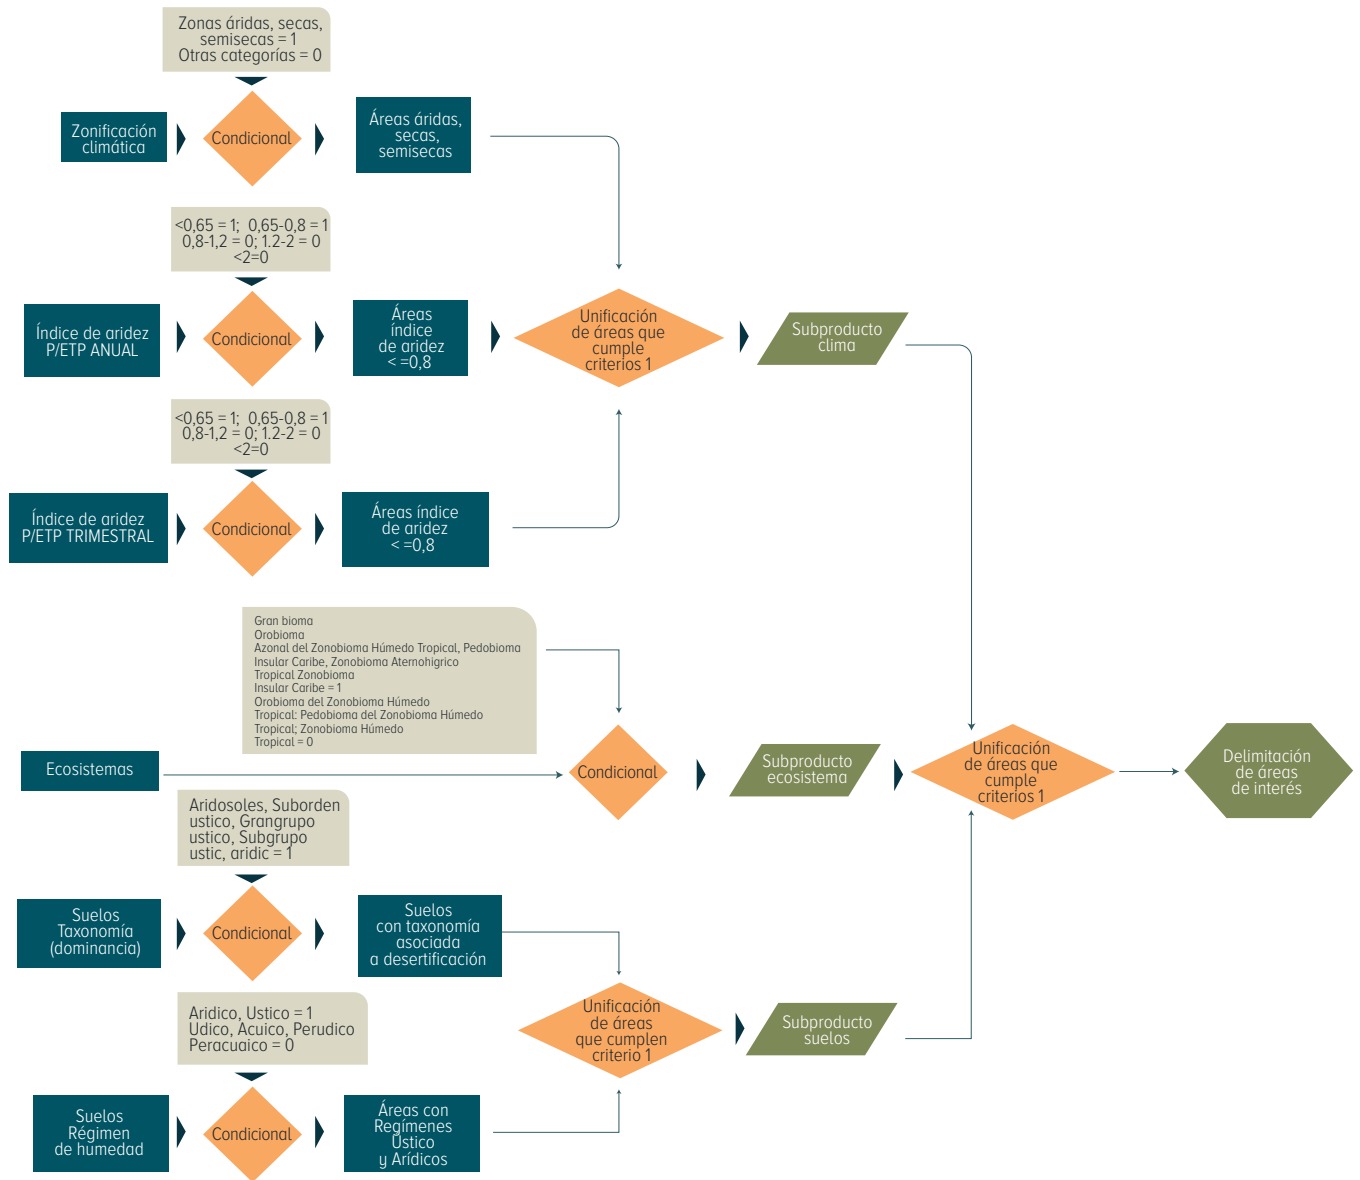 Zonas áridas, secas,
semisecas = 1
Otras categorías = 0
Zonificación
climática
Condicional
Áreas áridas,
secas,
semisecas
<0,65 = 1;  0,65-0,8 = 1
0,8-1,2 = 0; 1.2-2 = 0
<2=0
Índice de aridez
P/ETP ANUAL
Condicional
Áreas
índice
de aridez
< =0,8
Unificación
de áreas que
cumple
criterios 1
Subproducto
clima
<0,65 = 1;  0,65-0,8 = 1
0,8-1,2 = 0; 1.2-2 = 0
<2=0
Índice de aridez
P/ETP TRIMESTRAL
Condicional
Áreas índice
de aridez
< =0,8
Gran bioma
Orobioma
Azonal del Zonobioma Húmedo Tropical, Pedobioma
Insular Caribe, Zonobioma Aternohigrico
Tropical Zonobioma
Insular Caribe = 1
Orobioma del Zonobioma Húmedo
Tropical: Pedobioma del Zonobioma Húmedo
Tropical; Zonobioma Húmedo
Tropical = 0
Ecosistemas
Condicional
Subproducto
ecosistema
Unificación
de áreas que
cumple
criterios 1
Delimitación
de áreas
de interés
Aridosoles, Suborden
ustico, Grangrupo
ustico, Subgrupo
ustic, aridic = 1
Suelos
Taxonomía
(dominancia)
Condicional
Suelos
con taxonomía
asociada
a desertificación
Unificación
de áreas
que cumplen
criterio 1
Subproducto
suelos
Aridico, Ustico = 1
Udico, Acuico, Perudico
Peracuaico = 0
Suelos
Régimen
de humedad
Condicional
Áreas con
Regímenes
Ústico
y Arídicos